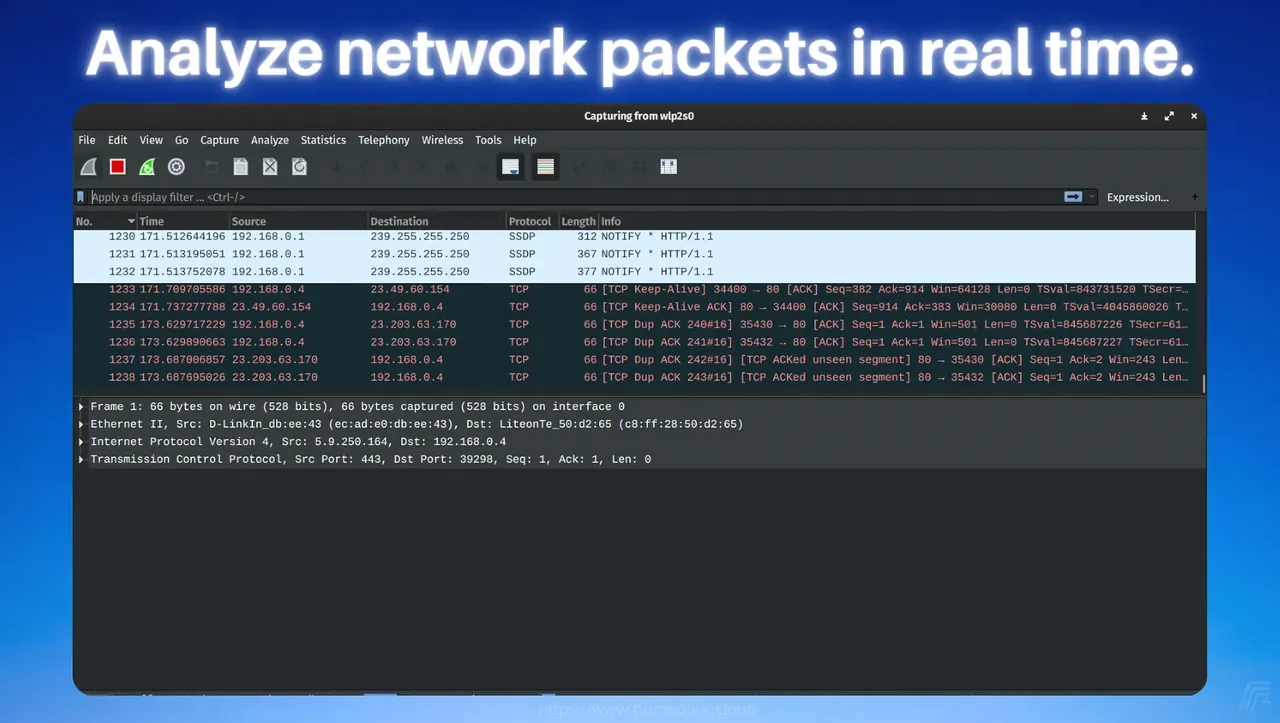 Analyze network packets in real time.
Capturing from wlp2s0
File Edit View Go Capture Analyze Statistics Telephony Wireless Tools Help
Apply a display filter … <Ctrl-/>
Expression… +
No. Time Source Destination Protocol Length Info
1230 171.512644196 192.168.0.1 239.255.255.250 SSDP 312 NOTIFY * HTTP/1.1
1231 171.513195051 192.168.0.1 239.255.255.250 SSDP 367 NOTIFY * HTTP/1.1
1232 171.513752078 192.168.0.1 239.255.255.250 SSDP 377 NOTIFY * HTTP/1.1
1233 171.709705586 192.168.0.4 23.49.60.154 TCP 66 [TCP Keep-Alive] 34400 → 80 [ACK] Seq=382 Ack=914 Win=64128 Len=0 TSval=843731520 TSecr=…
1234 171.737277788 23.49.60.154 192.168.0.4 TCP 66 [TCP Keep-Alive ACK] 80 → 34400 [ACK] Seq=914 Ack=383 Win=30080 Len=0 TSval=4045860026 T…
1235 173.629717229 192.168.0.4 23.203.63.170 TCP 66 [TCP Dup ACK 240#16] 35430 → 80 [ACK] Seq=1 Ack=1 Win=501 Len=0 TSval=845687226 TSecr=61…
1236 173.629890663 192.168.0.4 23.203.63.170 TCP 66 [TCP Dup ACK 241#16] 35432 → 80 [ACK] Seq=1 Ack=1 Win=501 Len=0 TSval=845687227 TSecr=61…
1237 173.687006857 23.203.63.170 192.168.0.4 TCP 66 [TCP Dup ACK 242#16] [TCP ACKed unseen segment] 80 → 35430 [ACK] Seq=1 Ack=2 Win=243 Len…
1238 173.687695026 23.203.63.170 192.168.0.4 TCP 66 [TCP Dup ACK 243#16] [TCP ACKed unseen segment] 80 → 35432 [ACK] Seq=1 Ack=2 Win=243 Len…
Frame 1: 66 bytes on wire (528 bits), 66 bytes captured (528 bits) on interface 0
Ethernet II, Src: D-LinkIn_db:ee:43 (ec:ad:e0:db:ee:43), Dst: LiteonTe_50:d2:65 (c8:ff:28:50:d2:65)
Internet Protocol Version 4, Src: 5.9.250.164, Dst: 192.168.0.4
Transmission Control Protocol, Src Port: 443, Dst Port: 39298, Seq: 1, Ack: 1, Len: 0